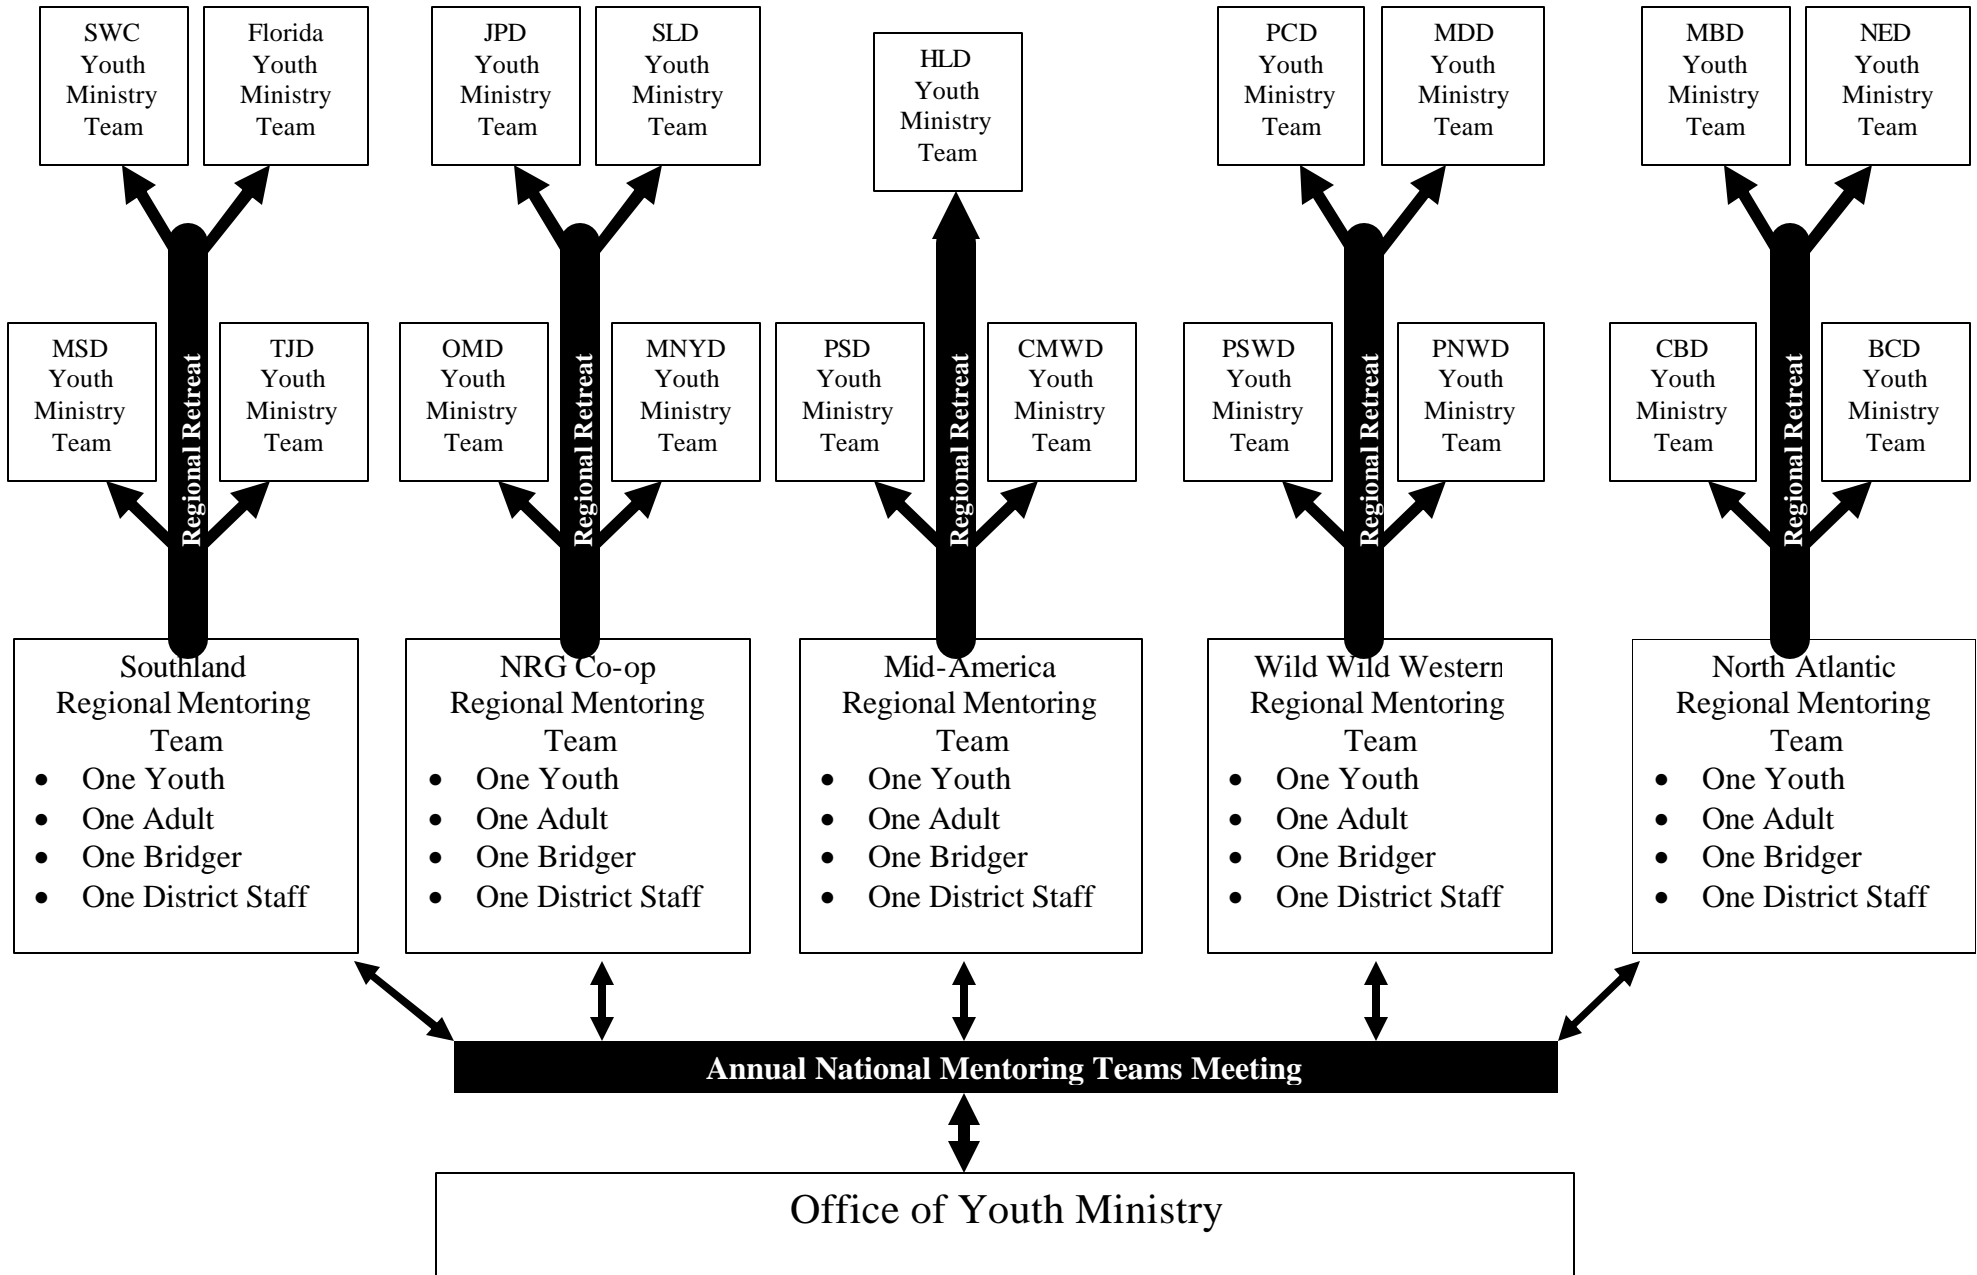 SWC
Youth
Ministry
Team
Florida
Youth
Ministry
Team
JPD
Youth
Ministry
Team
SLD
Youth
Ministry
Team
HLD
Youth
Ministry
Team
PCD
Youth
Ministry
Team
MDD
Youth
Ministry
Team
MBD
Youth
Ministry
Team
NED
Youth
Ministry
Team
MSD
Youth
Ministry
Team
Regional Retreat
TJD
Youth
Ministry
Team
OMD
Youth
Ministry
Team
Regional Retreat
MNYD
Youth
Ministry
Team
PSD
Youth
Ministry
Team
Regional Retreat
CMWD
Youth
Ministry
Team
PSWD
Youth
Ministry
Team
Regional Retreat
PNWD
Youth
Ministry
Team
CBD
Youth
Ministry
Team
Regional Retreat
BCD
Youth
Ministry
Team
Southland
Regional Mentoring
Team
• One Youth
• One Adult
• One Bridger
• One District Staff
NRG Co-op
Regional Mentoring
Team
• One Youth
• One Adult
• One Bridger
• One District Staff
Mid-America
Regional Mentoring
Team
• One Youth
• One Adult
• One Bridger
• One District Staff
Wild Wild Western
Regional Mentoring
Team
• One Youth
• One Adult
• One Bridger
• One District Staff
North Atlantic
Regional Mentoring
Team
• One Youth
• One Adult
• One Bridger
• One District Staff
Annual National Mentoring Teams Meeting
Office of Youth Ministry